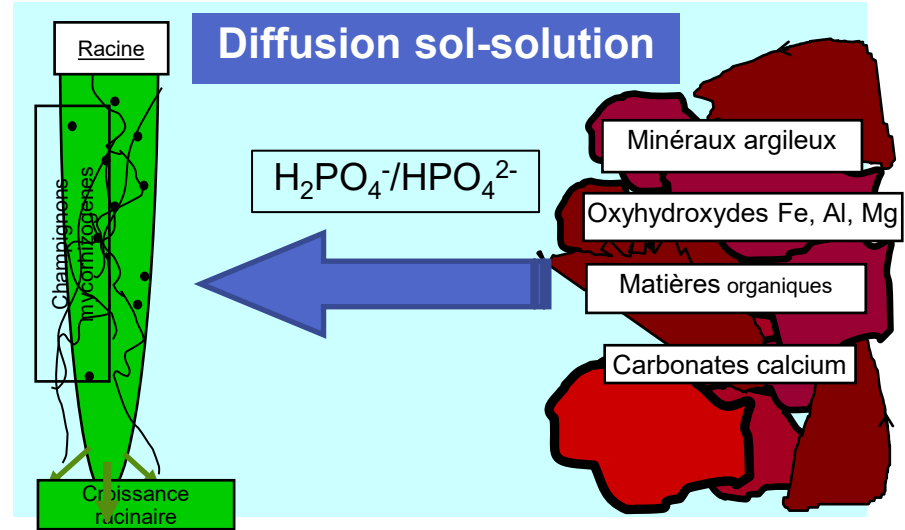 Diffusion sol-solution
Racine
Champignons
mycorhizogenes
H₂PO₄⁻/HPO₄²⁻
Minéraux argileux
Oxyhydroxydes Fe, Al, Mg
Matières organiques
Carbonates calcium
Croissance
racinaire